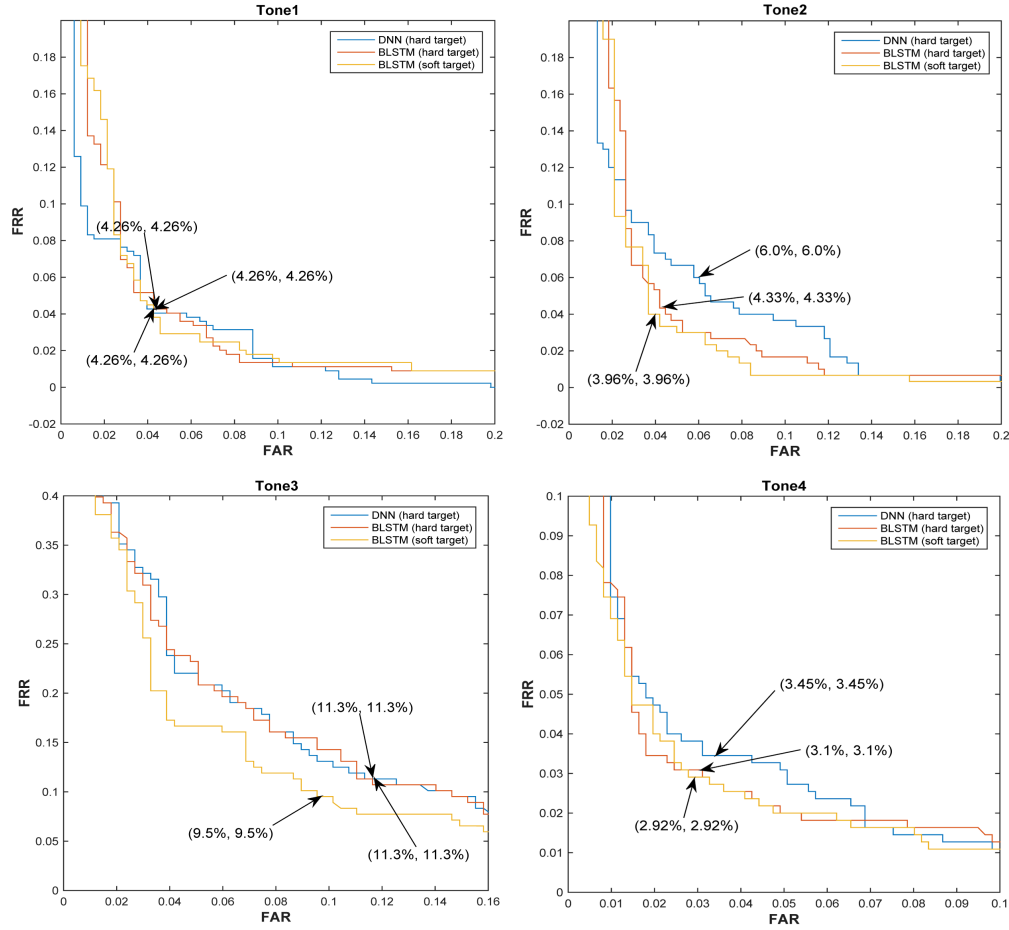 Tone1
DNN (hard target)
BLSTM (hard target)
BLSTM (soft target)
0.18
0.16
0.14
0.12
0.1
0.08
0.06
0.04
0.02
0
-0.02
FRR
(4.26%, 4.26%)
(4.26%, 4.26%)
(4.26%, 4.26%)
0 0.02 0.04 0.06 0.08 0.1 0.12 0.14 0.16 0.18 0.2
FAR
Tone2
DNN (hard target)
BLSTM (hard target)
BLSTM (soft target)
0.18
0.16
0.14
0.12
0.1
0.08
0.06
0.04
0.02
0
-0.02
FRR
(6.0%, 6.0%)
(4.33%, 4.33%)
(3.96%, 3.96%)
0 0.02 0.04 0.06 0.08 0.1 0.12 0.14 0.16 0.18 0.2
FAR
Tone3
DNN (hard target)
BLSTM (hard target)
BLSTM (soft target)
0.4
0.35
0.3
0.25
0.2
0.15
0.1
0.05
0
FRR
(11.3%, 11.3%)
(9.5%, 9.5%)
(11.3%, 11.3%)
0 0.02 0.04 0.06 0.08 0.1 0.12 0.14 0.16
FAR
Tone4
DNN (hard target)
BLSTM (hard target)
BLSTM (soft target)
0.1
0.09
0.08
0.07
0.06
0.05
0.04
0.03
0.02
0.01
0
FRR
(3.45%, 3.45%)
(3.1%, 3.1%)
(2.92%, 2.92%)
0 0.01 0.02 0.03 0.04 0.05 0.06 0.07 0.08 0.09 0.1
FAR